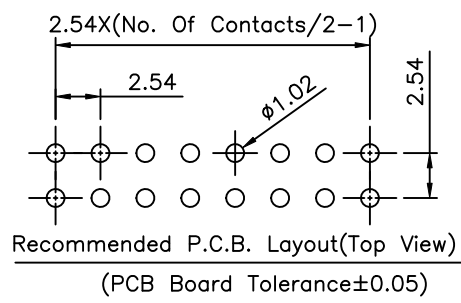 2.54X(No. Of Contacts/2-1)
2.54
ø1.02
2.54
Recommended P.C.B. Layout(Top View)
(PCB Board Tolerance±0.05)